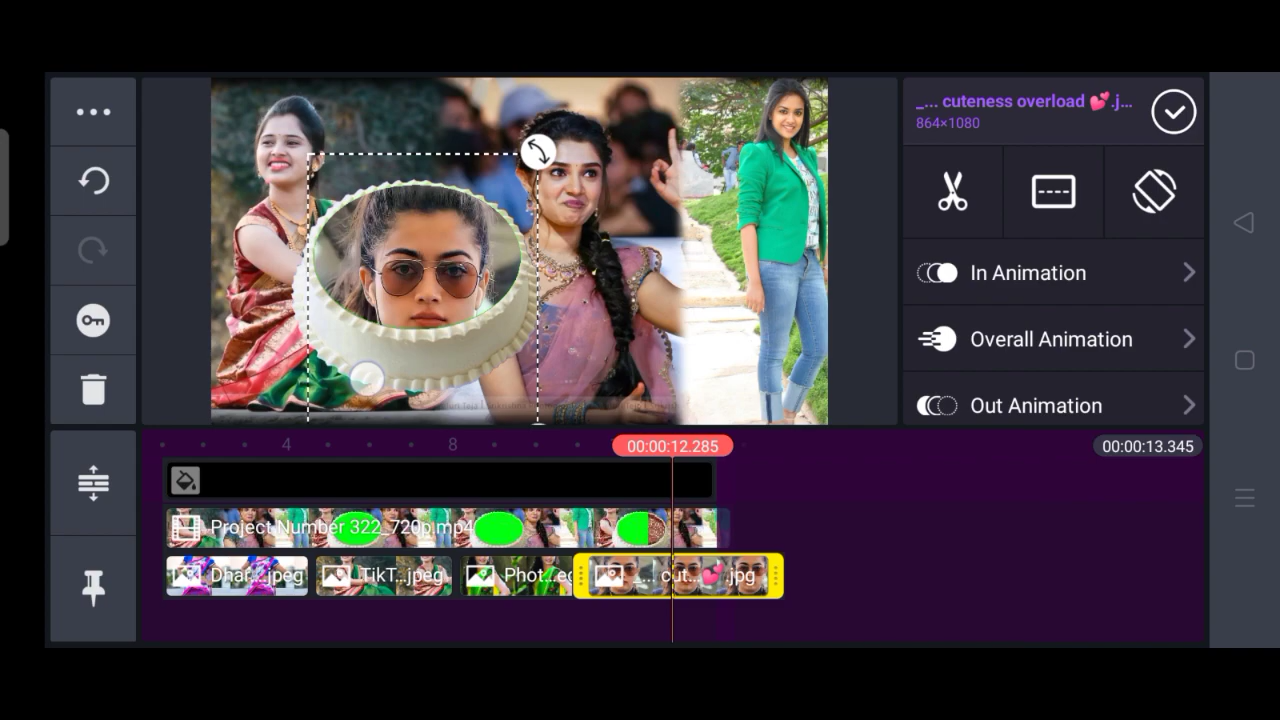 _... cuteness overload 💕.j...
864×1080
In Animation
Overall Animation
Out Animation
4
8
00:00:12.285
00:00:13.345
Project Number 322_720p.mp4
Dhar...jpeg
TikT...jpeg
Phot...
_... cut...💕.jpg